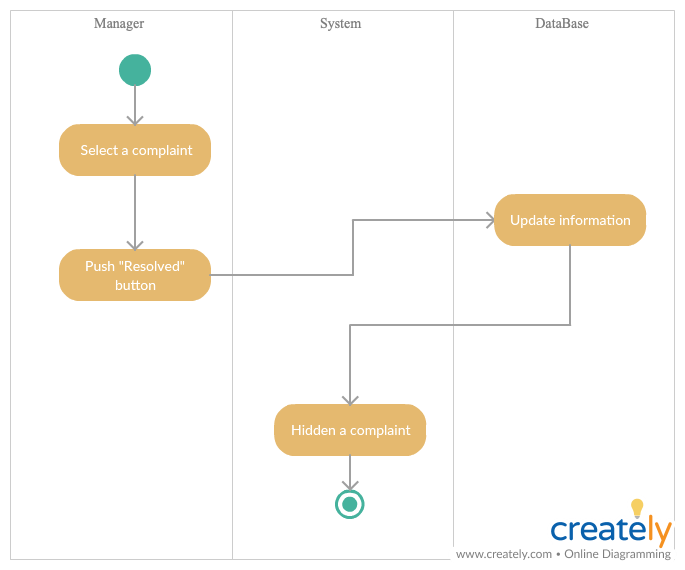 Manager
System
DataBase
Select a complaint
Update information
Push "Resolved"
button
Hidden a complaint
creately
www.creately.com • Online Diagramming